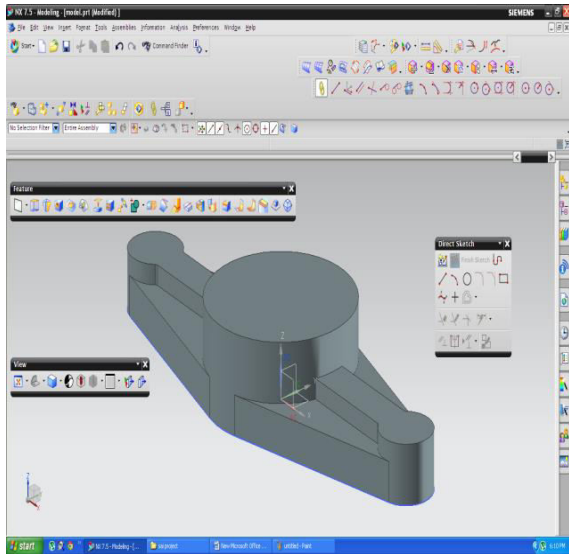 NX 7.5 - Modeling - [model.prt (Modified) ]
SIEMENS
File Edit View Insert Format Tools Assemblies Information Analysis Preferences Window Help
Start
Command Finder
No Selection Filter
Entire Assembly
Feature
Direct Sketch
Finish Sketch
View
Z
Z
X
start
NX 7.5 - Modeling - [...
New Microsoft Office ...
untitled - Paint